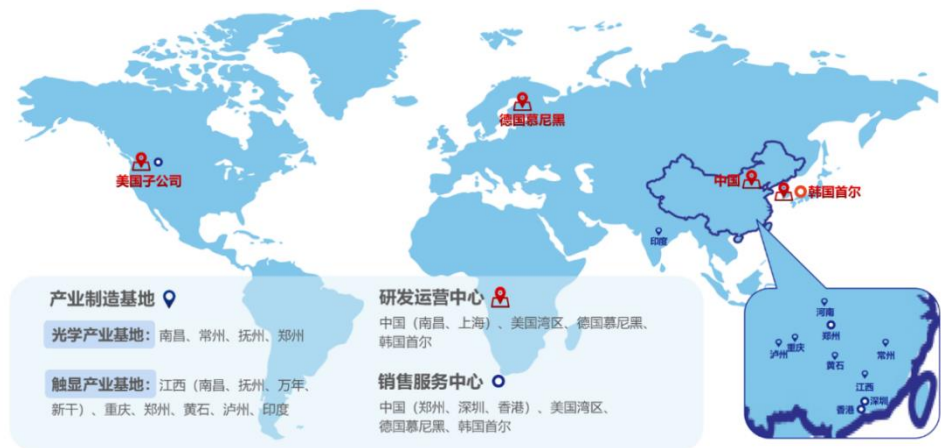 德国慕尼黑
美国子公司
中国
韩国首尔
印度
产业制造基地
光学产业基地：南昌、常州、抚州、郑州
触显产业基地：江西（南昌、抚州、万年、
新干）、重庆、郑州、黄石、泸州、印度
研发运营中心
中国（南昌、上海）、美国湾区、德国慕尼黑、
韩国首尔
销售服务中心
中国（郑州、深圳、香港）、美国湾区、
德国慕尼黑、韩国首尔
河南
郑州
重庆
泸州
黄石
常州
江西
深圳
香港